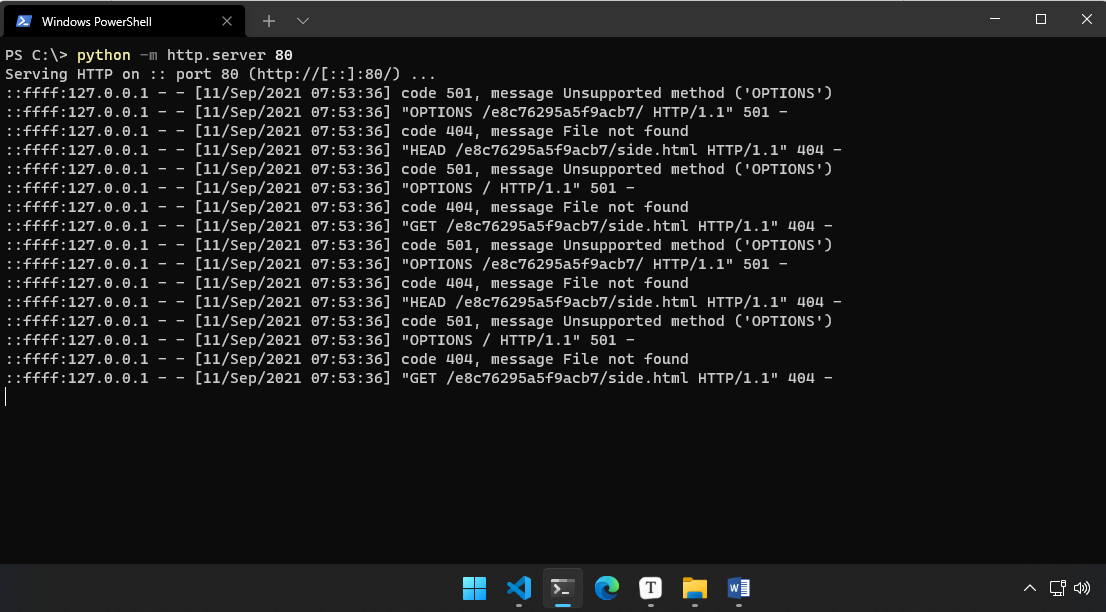 Windows PowerShell
PS C:\> python -m http.server 80
Serving HTTP on :: port 80 (http://[::]:80/) ...
::ffff:127.0.0.1 - - [11/Sep/2021 07:53:36] code 501, message Unsupported method ('OPTIONS')
::ffff:127.0.0.1 - - [11/Sep/2021 07:53:36] "OPTIONS /e8c76295a5f9acb7/ HTTP/1.1" 501 -
::ffff:127.0.0.1 - - [11/Sep/2021 07:53:36] code 404, message File not found
::ffff:127.0.0.1 - - [11/Sep/2021 07:53:36] "HEAD /e8c76295a5f9acb7/side.html HTTP/1.1" 404 -
::ffff:127.0.0.1 - - [11/Sep/2021 07:53:36] code 501, message Unsupported method ('OPTIONS')
::ffff:127.0.0.1 - - [11/Sep/2021 07:53:36] "OPTIONS / HTTP/1.1" 501 -
::ffff:127.0.0.1 - - [11/Sep/2021 07:53:36] code 404, message File not found
::ffff:127.0.0.1 - - [11/Sep/2021 07:53:36] "GET /e8c76295a5f9acb7/side.html HTTP/1.1" 404 -
::ffff:127.0.0.1 - - [11/Sep/2021 07:53:36] code 501, message Unsupported method ('OPTIONS')
::ffff:127.0.0.1 - - [11/Sep/2021 07:53:36] "OPTIONS /e8c76295a5f9acb7/ HTTP/1.1" 501 -
::ffff:127.0.0.1 - - [11/Sep/2021 07:53:36] code 404, message File not found
::ffff:127.0.0.1 - - [11/Sep/2021 07:53:36] "HEAD /e8c76295a5f9acb7/side.html HTTP/1.1" 404 -
::ffff:127.0.0.1 - - [11/Sep/2021 07:53:36] code 501, message Unsupported method ('OPTIONS')
::ffff:127.0.0.1 - - [11/Sep/2021 07:53:36] "OPTIONS / HTTP/1.1" 501 -
::ffff:127.0.0.1 - - [11/Sep/2021 07:53:36] code 404, message File not found
::ffff:127.0.0.1 - - [11/Sep/2021 07:53:36] "GET /e8c76295a5f9acb7/side.html HTTP/1.1" 404 -
T
W